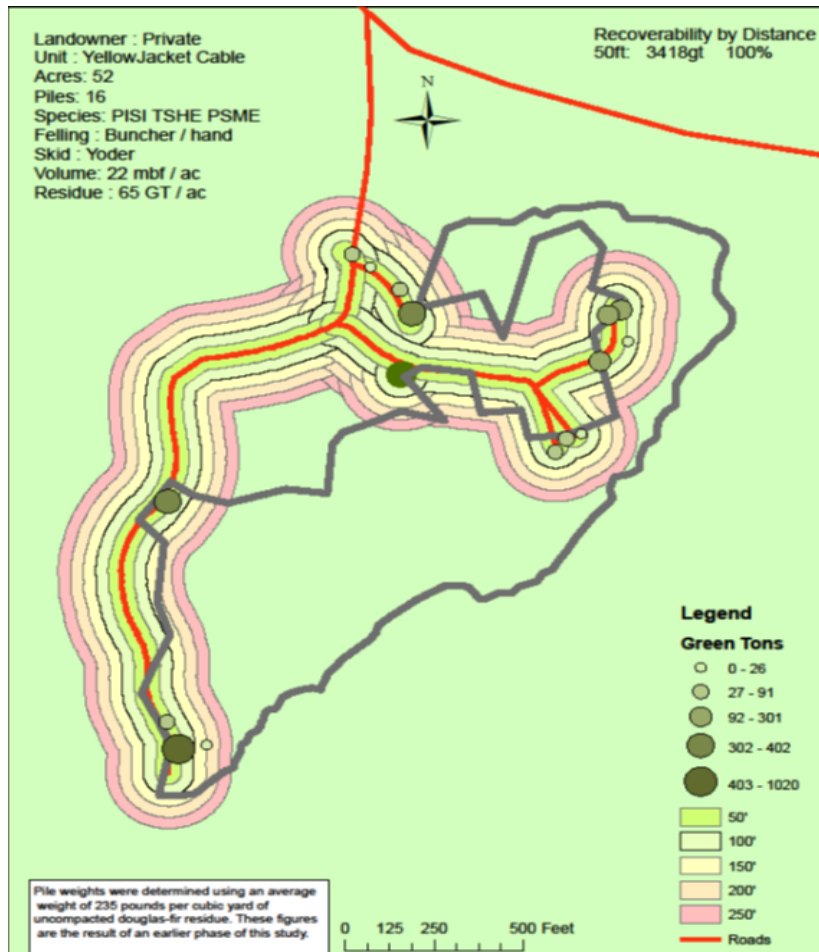 Landowner : Private
Unit : YellowJacket Cable
Acres: 52
Piles: 16
Species: PISI TSHE PSME
Felling : Buncher / hand
Skid : Yoder
Volume: 22 mbf / ac
Residue : 65 GT / ac
Recoverability by Distance
50ft: 3418gt 100%
N
Legend
Green Tons
0 - 26
27 - 91
92 - 301
302 - 402
403 - 1020
50'
100'
150'
200'
250'
Roads
Pile weights were determined using an average
weight of 235 pounds per cubic yard of
uncompacted douglas-fir residue. These figures
are the result of an earlier phase of this study.
0 125 250 500 Feet